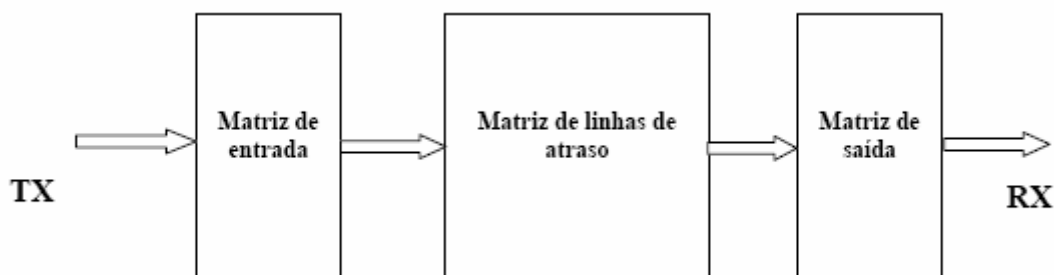 TX
Matriz de
entrada
Matriz de linhas de
atraso
Matriz de
saída
RX